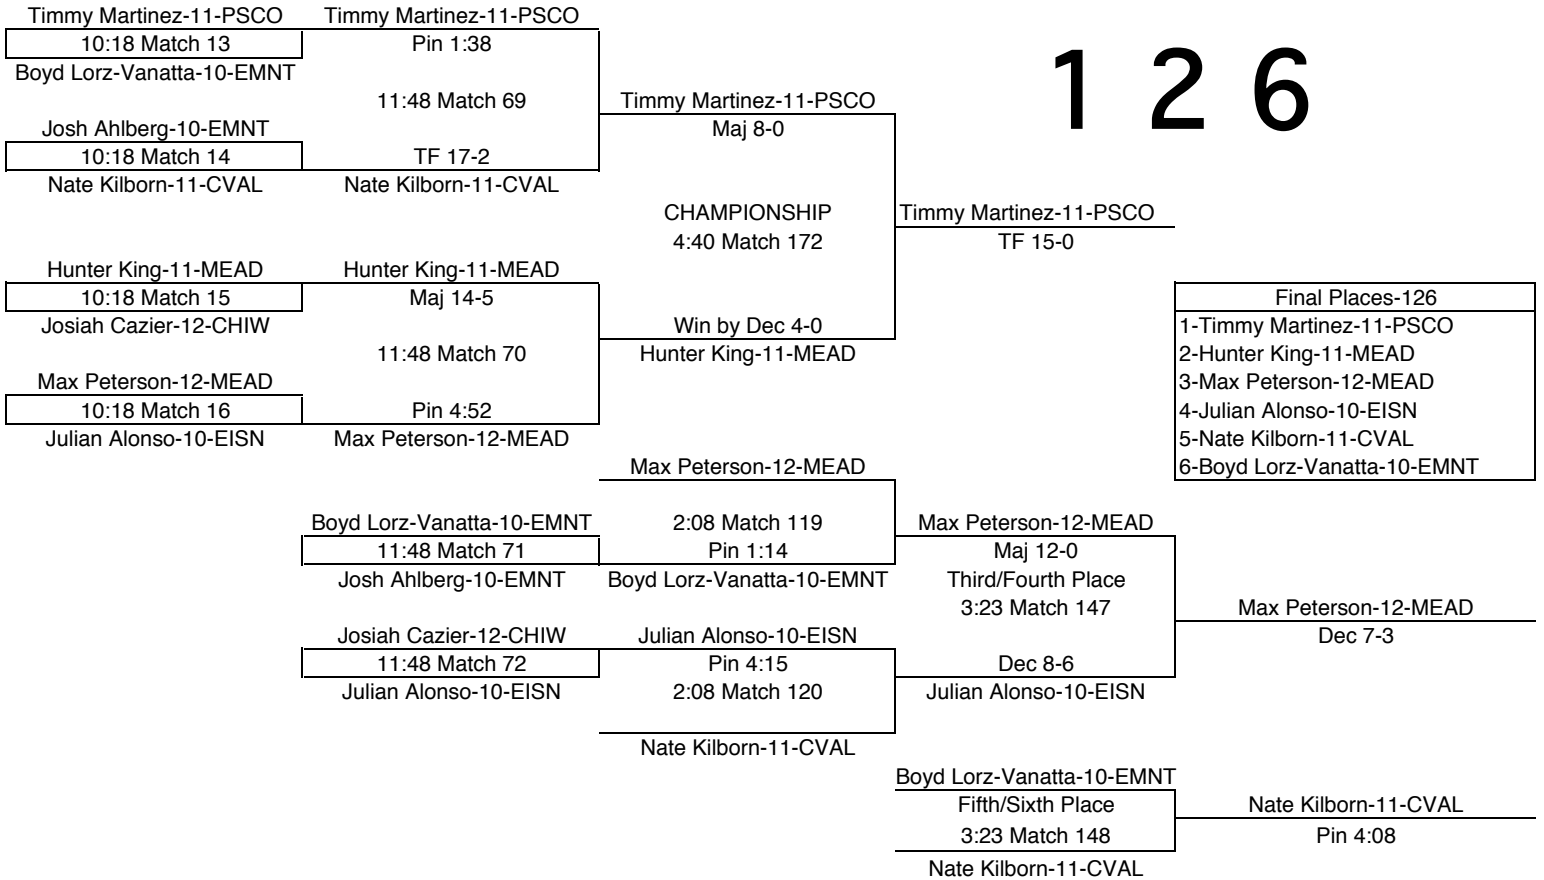 Timmy Martinez-11-PSCO Timmy Martinez-11-PSCO
10:18 Match 13 Pin 1:38
Boyd Lorz-Vanatta-10-EMNT
1 2 6
11:48 Match 69 Timmy Martinez-11-PSCO
Josh Ahlberg-10-EMNT Maj 8-0
10:18 Match 14 TF 17-2
Nate Kilborn-11-CVAL Nate Kilborn-11-CVAL
CHAMPIONSHIP Timmy Martinez-11-PSCO
4:40 Match 172 TF 15-0
Hunter King-11-MEAD Hunter King-11-MEAD
10:18 Match 15 Maj 14-5 Final Places-126
Josiah Cazier-12-CHIW Win by Dec 4-0 1-Timmy Martinez-11-PSCO
11:48 Match 70 Hunter King-11-MEAD 2-Hunter King-11-MEAD
Max Peterson-12-MEAD 3-Max Peterson-12-MEAD
10:18 Match 16 Pin 4:52 4-Julian Alonso-10-EISN
Julian Alonso-10-EISN Max Peterson-12-MEAD 5-Nate Kilborn-11-CVAL
Max Peterson-12-MEAD 6-Boyd Lorz-Vanatta-10-EMNT
Boyd Lorz-Vanatta-10-EMNT 2:08 Match 119 Max Peterson-12-MEAD
11:48 Match 71 Pin 1:14 Maj 12-0
Josh Ahlberg-10-EMNT Boyd Lorz-Vanatta-10-EMNT Third/Fourth Place
3:23 Match 147 Max Peterson-12-MEAD
Josiah Cazier-12-CHIW Julian Alonso-10-EISN Dec 7-3
11:48 Match 72 Pin 4:15 Dec 8-6
Julian Alonso-10-EISN 2:08 Match 120 Julian Alonso-10-EISN
Nate Kilborn-11-CVAL
Boyd Lorz-Vanatta-10-EMNT
Fifth/Sixth Place Nate Kilborn-11-CVAL
3:23 Match 148 Pin 4:08
Nate Kilborn-11-CVAL